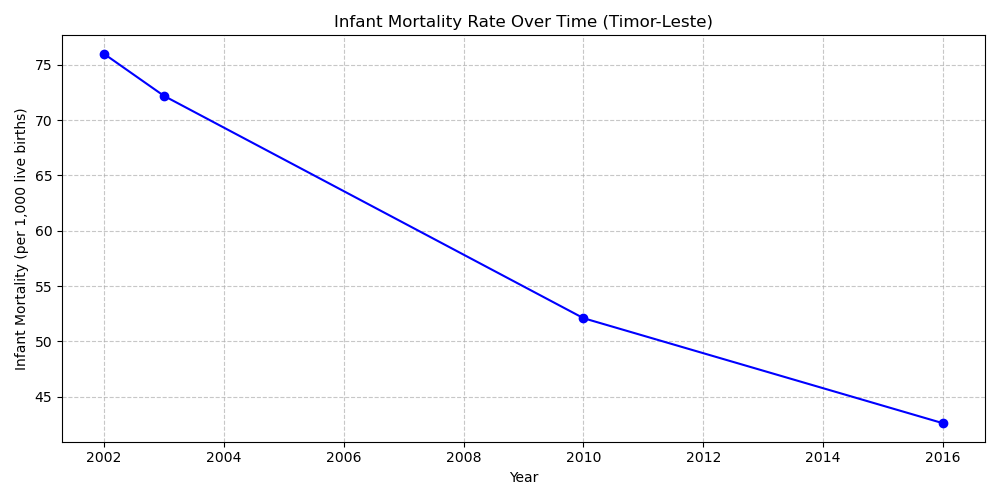 Infant Mortality Rate Over Time (Timor-Leste)
Infant Mortality (per 1,000 live births)
75
70
65
60
55
50
45
2002 2004 2006 2008 2010 2012 2014 2016
Year